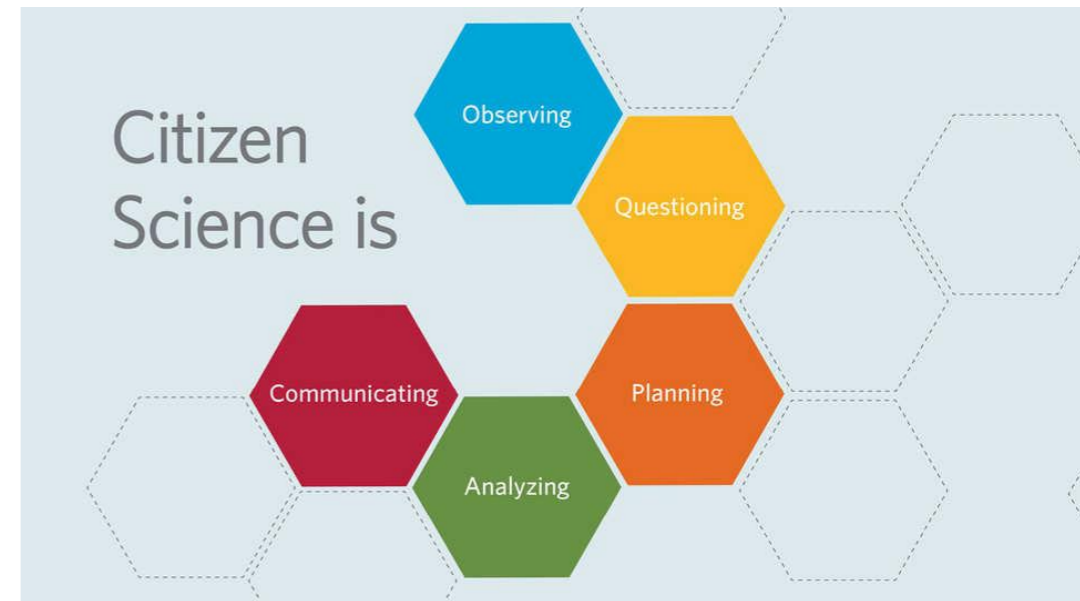 Citizen
Science is
Observing
Questioning
Planning
Analyzing
Communicating